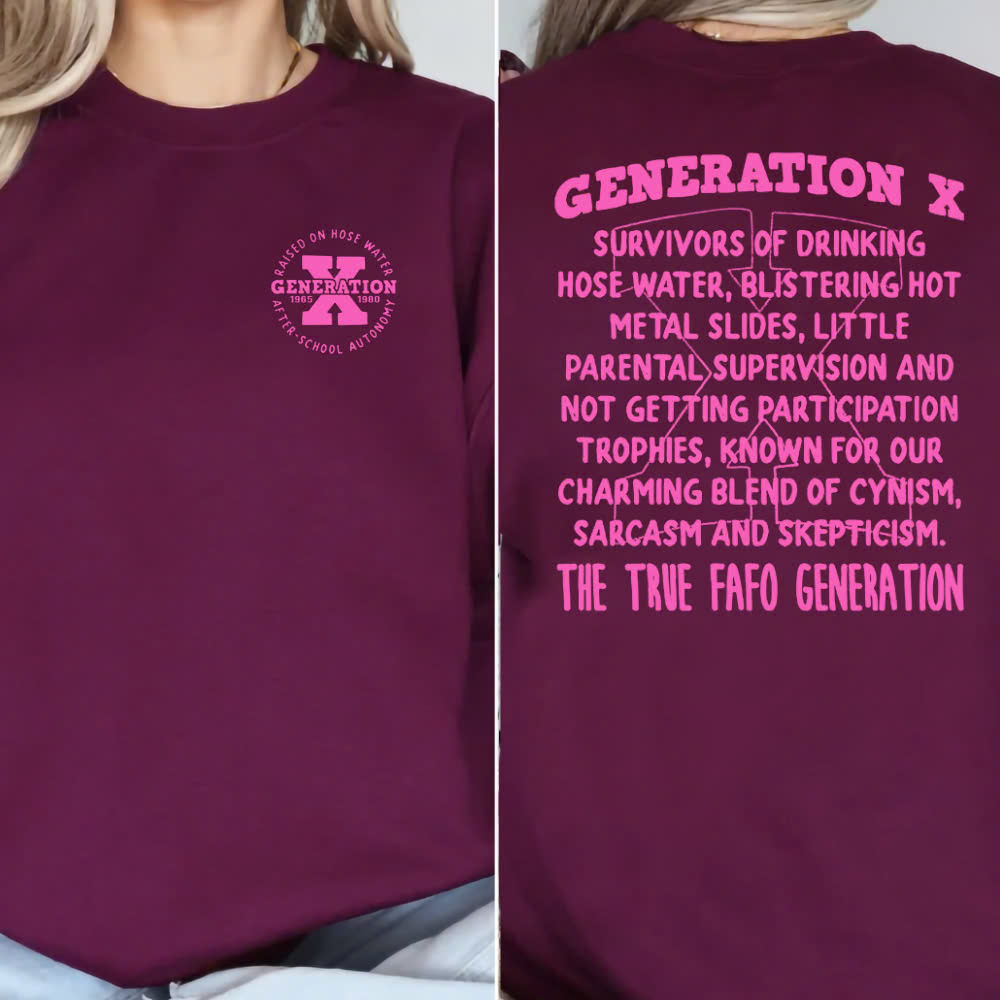 RAISED ON HOSE WATER
GENERATION
1965 1980
AFTER-SCHOOL AUTONOMY
GENERATION X
SURVIVORS OF DRINKING
HOSE WATER, BLISTERING HOT
METAL SLIDES, LITTLE
PARENTAL SUPERVISION AND
NOT GETTING PARTICIPATION
TROPHIES, KNOWN FOR OUR
CHARMING BLEND OF CYNISM,
SARCASM AND SKEPTICISM.
THE TRUE FAFO GENERATION